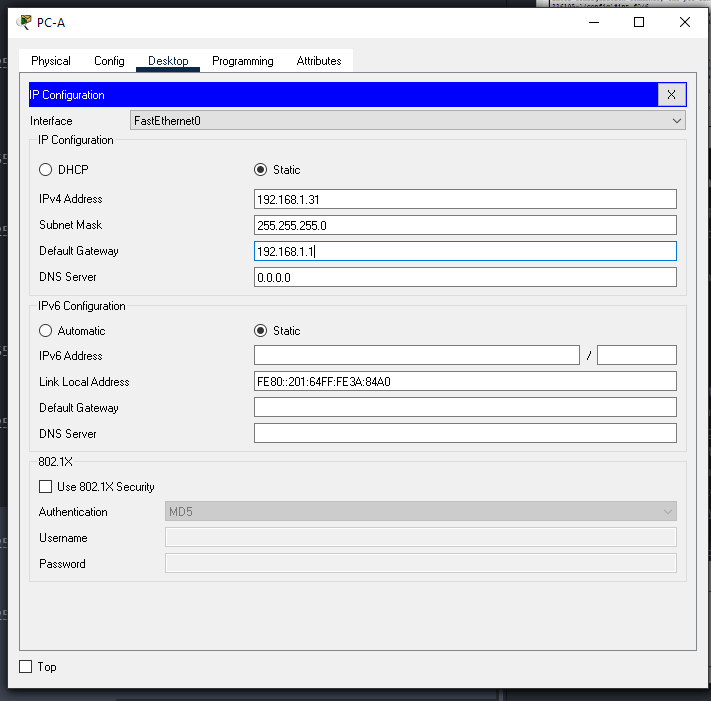 PC-A
Physical Config Desktop Programming Attributes
IP Configuration X
Interface FastEthernet0
IP Configuration
DHCP Static
IPv4 Address 192.168.1.31
Subnet Mask 255.255.255.0
Default Gateway 192.168.1.1
DNS Server 0.0.0.0
IPv6 Configuration
Automatic Static
IPv6 Address /
Link Local Address FE80::201:64FF:FE3A:84A0
Default Gateway
DNS Server
802.1X
Use 802.1X Security
Authentication MD5
Username
Password
Top